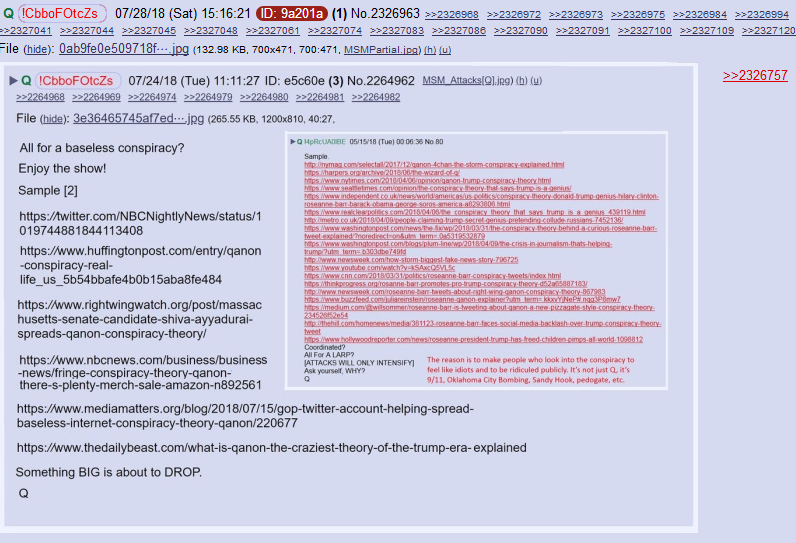 Q !CbboFOtcZs 07/28/18 (Sat) 15:16:21 ID: 9a201a (1) No.2326963 >>2326968 >>2326972 >>2326973 >>2326975 >>2326984 >>2326994
>>2327041 >>2327044 >>2327045 >>2327048 >>2327061 >>2327074 >>2327086 >>2327090 >>2327091 >>2327100 >>2327109 >>2327120
File (hide): 0ab9fe0e509718f⋯.jpg (132.98 KB, 700x471, 700:471, MSMPartial.jpg) (h) (u)
>>2326757
▶Q !CbboFOtcZs 07/24/18 (Tue) 11:11:27 ID: e5c60e (3) No.2264962 MSM_Attacks[Q].jpg) (h) (u)
>>2264968 >>2264969 >>2264974 >>2264979 >>2264980 >>2264981 >>2264982
File (hide): 3e36465745af7ed⋯.jpg (265.55 KB, 1200x810, 40:27,
All for a baseless conspiracy?
Enjoy the show!
Sample [2]
https://twitter.com/NBCNightlyNews/status/1
019744881844113408
https://www.huffingtonpost.com/entry/qanon
-conspiracy-real-
life_us_5b54bbafe4b0b15aba8fe484
https://www.rightwingwatch.org/post/massac
husetts-senate-candidate-shiva-ayyadurai-
spreads-qanon-conspiracy-theory/
https://www.nbcnews.com/business/business
-news/fringe-conspiracy-theory-qanon-
there-s-plenty-merch-sale-amazon-n892561
https://www.mediamatters.org/blog/2018/07/15/gop-twitter-account-helping-spread-
baseless-internet-conspiracy-theory-qanon/220677
https://www.thedailybeast.com/what-is-qanon-the-craziest-theory-of-the-trump-era-explained
Something BIG is about to DROP.
Q
▶Q !4pRcUA0lBE 05/15/18 (Tue) 00:06:36 No.80
Sample.
http://nymag.com/selectall/2017/12/qanon-4chan-the-storm-conspiracy-explained.html
https://harpers.org/archive/2018/06/the-wizard-of-q/
https://www.nytimes.com/2018/04/06/opinion/qanon-trump-conspiracy-theory.html
https://www.seattletimes.com/opinion/the-conspiracy-theory-that-says-trump-is-a-genius/
https://www.independent.co.uk/news/world/americas/us-politics/conspiracy-theory-donald-trump-genius-hilary-clinton-
roseanne-barr-barack-obama-george-soros-america-a8293806.html
https://www.realclearpolitics.com/2018/04/08/the_conspiracy_theory_that_says_trump_is_a_genius_439119.html
http://metro.co.uk/2018/04/09/people-claiming-trump-secret-genius-pretending-collude-russians-7452136/
https://www.washingtonpost.com/news/the-fix/wp/2018/03/31/the-conspiracy-theory-behind-a-curious-roseanne-barr-
tweet-explained/?noredirect=on&utm_term=.0a5319532879
https://www.washingtonpost.com/blogs/plum-line/wp/2018/04/09/the-crisis-in-journalism-thats-helping-
trump/?utm_term=.b303dbe749fd
http://www.newsweek.com/how-storm-biggest-fake-news-story-796725
https://www.youtube.com/watch?v=kSAxcQ5VL5c
https://www.cnn.com/2018/03/31/politics/roseanne-barr-conspiracy-tweets/index.html
https://thinkprogress.org/rosanne-barr-promotes-pro-trump-conspiracy-theory-d52a65887183/
http://www.newsweek.com/roseanne-barr-tweets-about-right-wing-qanon-conspiracy-theory-867983
https://www.buzzfeed.com/juliareinstein/roseanne-qanon-explainer?utm_term=.kkxvYjNeP#.nqg3P8mw7
https://medium.com/@willsommer/roseanne-barr-is-tweeting-about-qanon-a-new-pizzagate-style-conspiracy-theory-
234526f52e54
http://thehill.com/homenews/media/381123-roseanne-barr-faces-social-media-backlash-over-trump-conspiracy-theory-
tweet
https://www.hollywoodreporter.com/news/roseanne-president-trump-has-freed-children-pimps-all-world-1098812
Coordinated?
All For A LARP?
[ATTACKS WILL ONLY INTENSIFY]
Ask yourself, WHY?
Q
The reason is to make people who look into the conspiracy to
feel like idiots and to be ridiculed publicly. It's not just Q, it's
9/11, Oklahoma City Bombing, Sandy Hook, pedogate, etc.